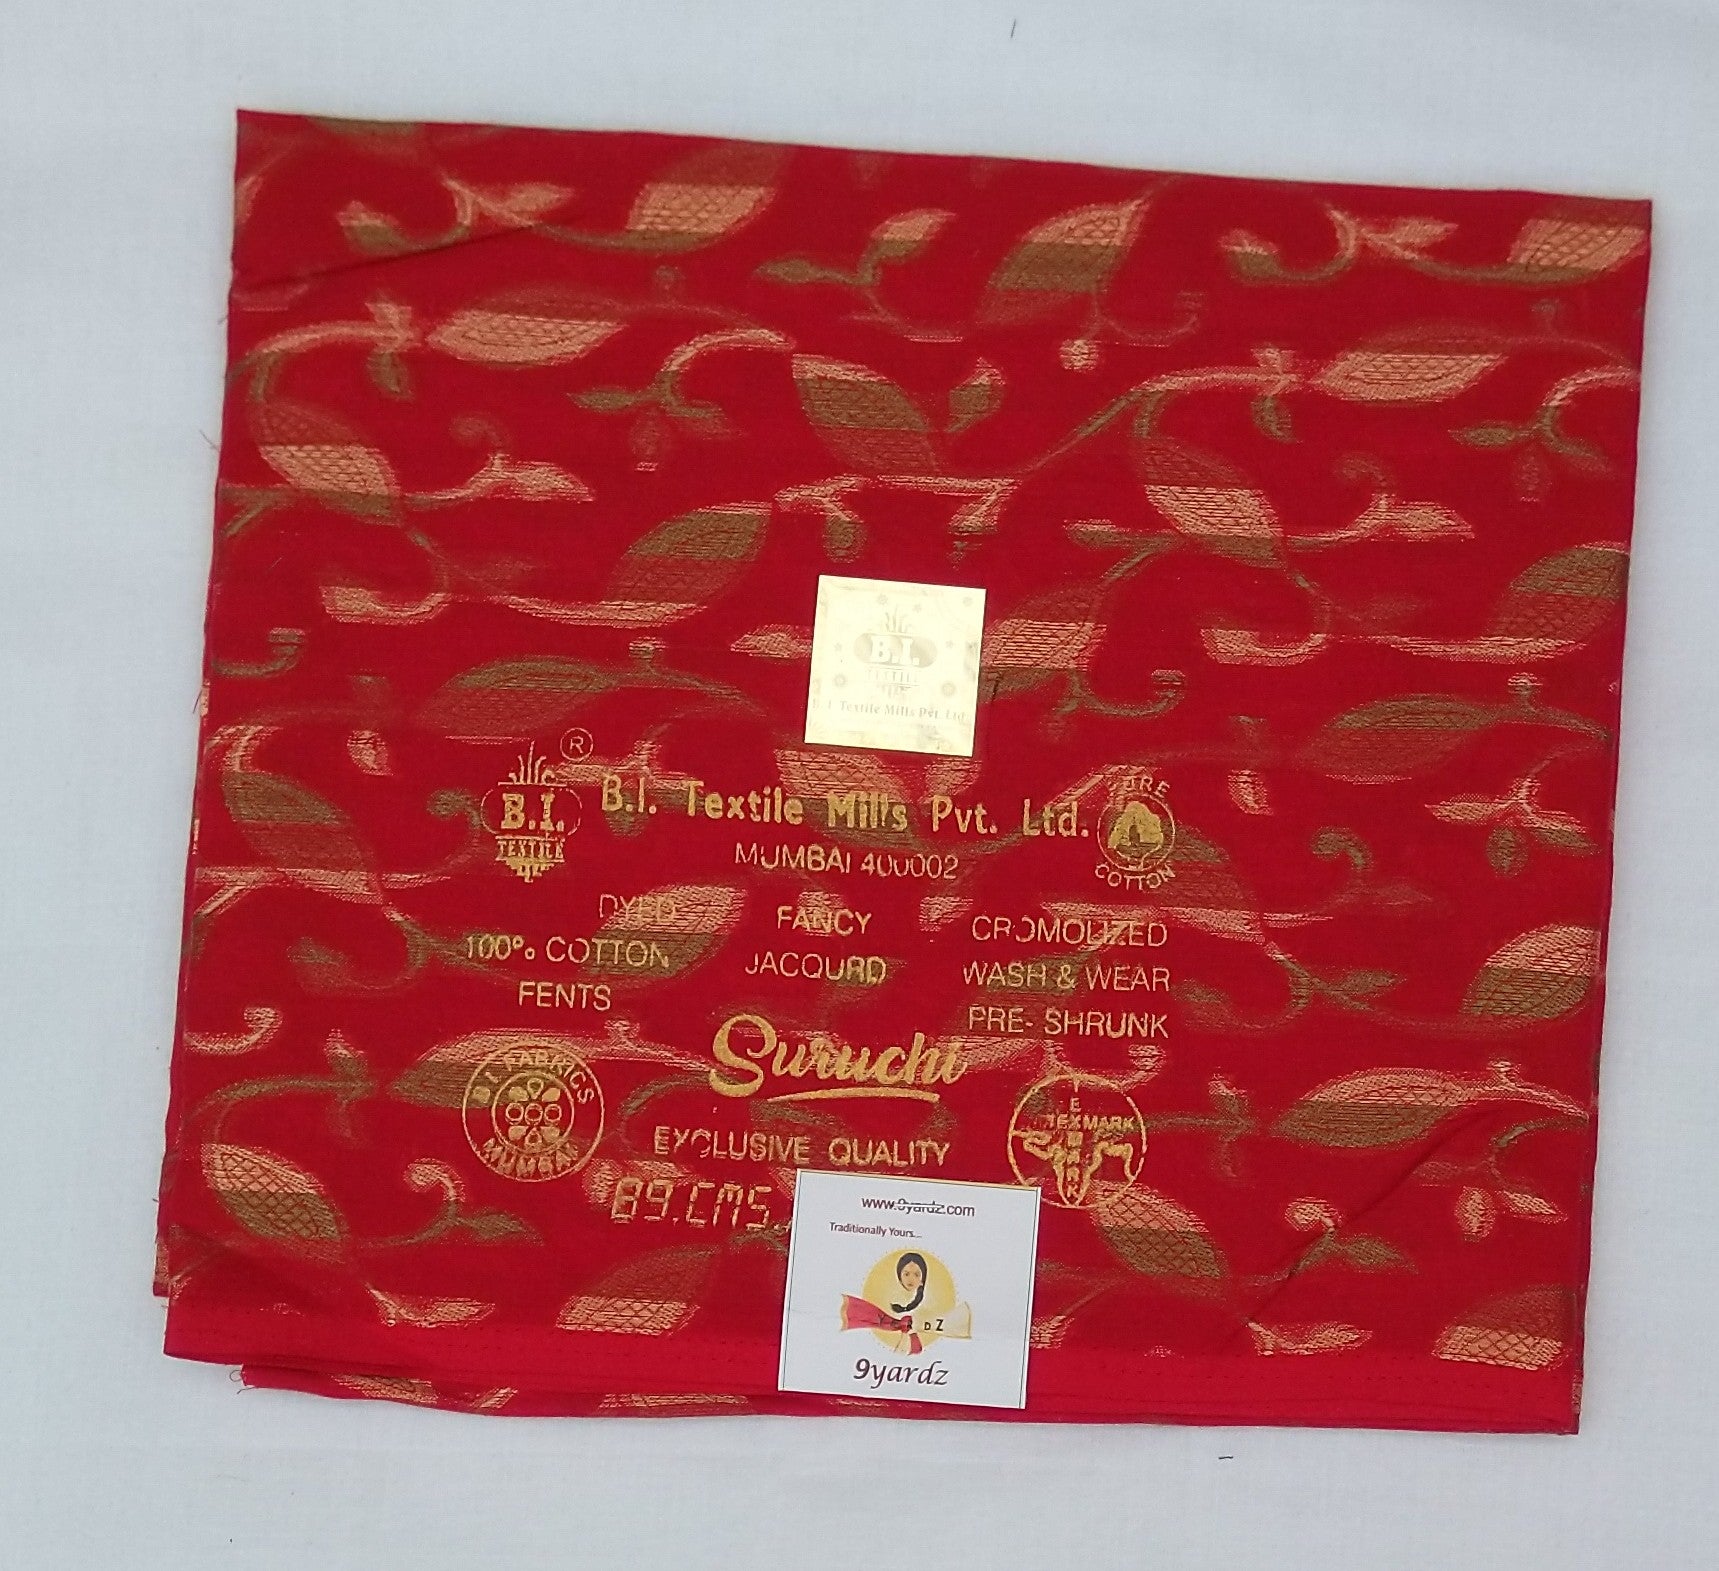 B.I.
TEXTILE
B. I. Textile Mills Pvt. Ltd.
®
B.I.
TEXTILE
B.I. Textile Mills Pvt. Ltd.
MUMBAI 400002
PURE
COTTON
DYED
100% COTTON
FENTS
FANCY
JACQURD
CROMOLIZED
WASH & WEAR
PRE- SHRUNK
Suruchi
EXCLUSIVE QUALITY
89.CMS.
FABRICS
MUMBAI
TEXMARK
www.9yardz.com
Traditionally Yours...
YARDZ
9yardz